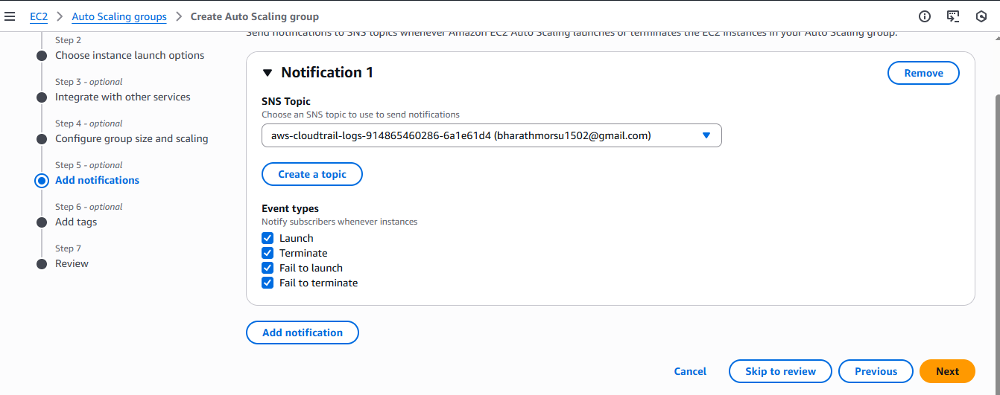 EC2 > Auto Scaling groups > Create Auto Scaling group
Send notifications to SNS topics whenever Amazon EC2 Auto Scaling launches or terminates the EC2 instances in your Auto Scaling group.
Step 2
Choose instance launch options
Step 3 - optional
Integrate with other services
Step 4 - optional
Configure group size and scaling
Step 5 - optional
Add notifications
Step 6 - optional
Add tags
Step 7
Review
Notification 1
Remove
SNS Topic
Choose an SNS topic to use to send notifications
aws-cloudtrail-logs-914865460286-6a1e61d4 (bharathmorsu1502@gmail.com)
Create a topic
Event types
Notify subscribers whenever instances
Launch
Terminate
Fail to launch
Fail to terminate
Add notification
Cancel
Skip to review
Previous
Next